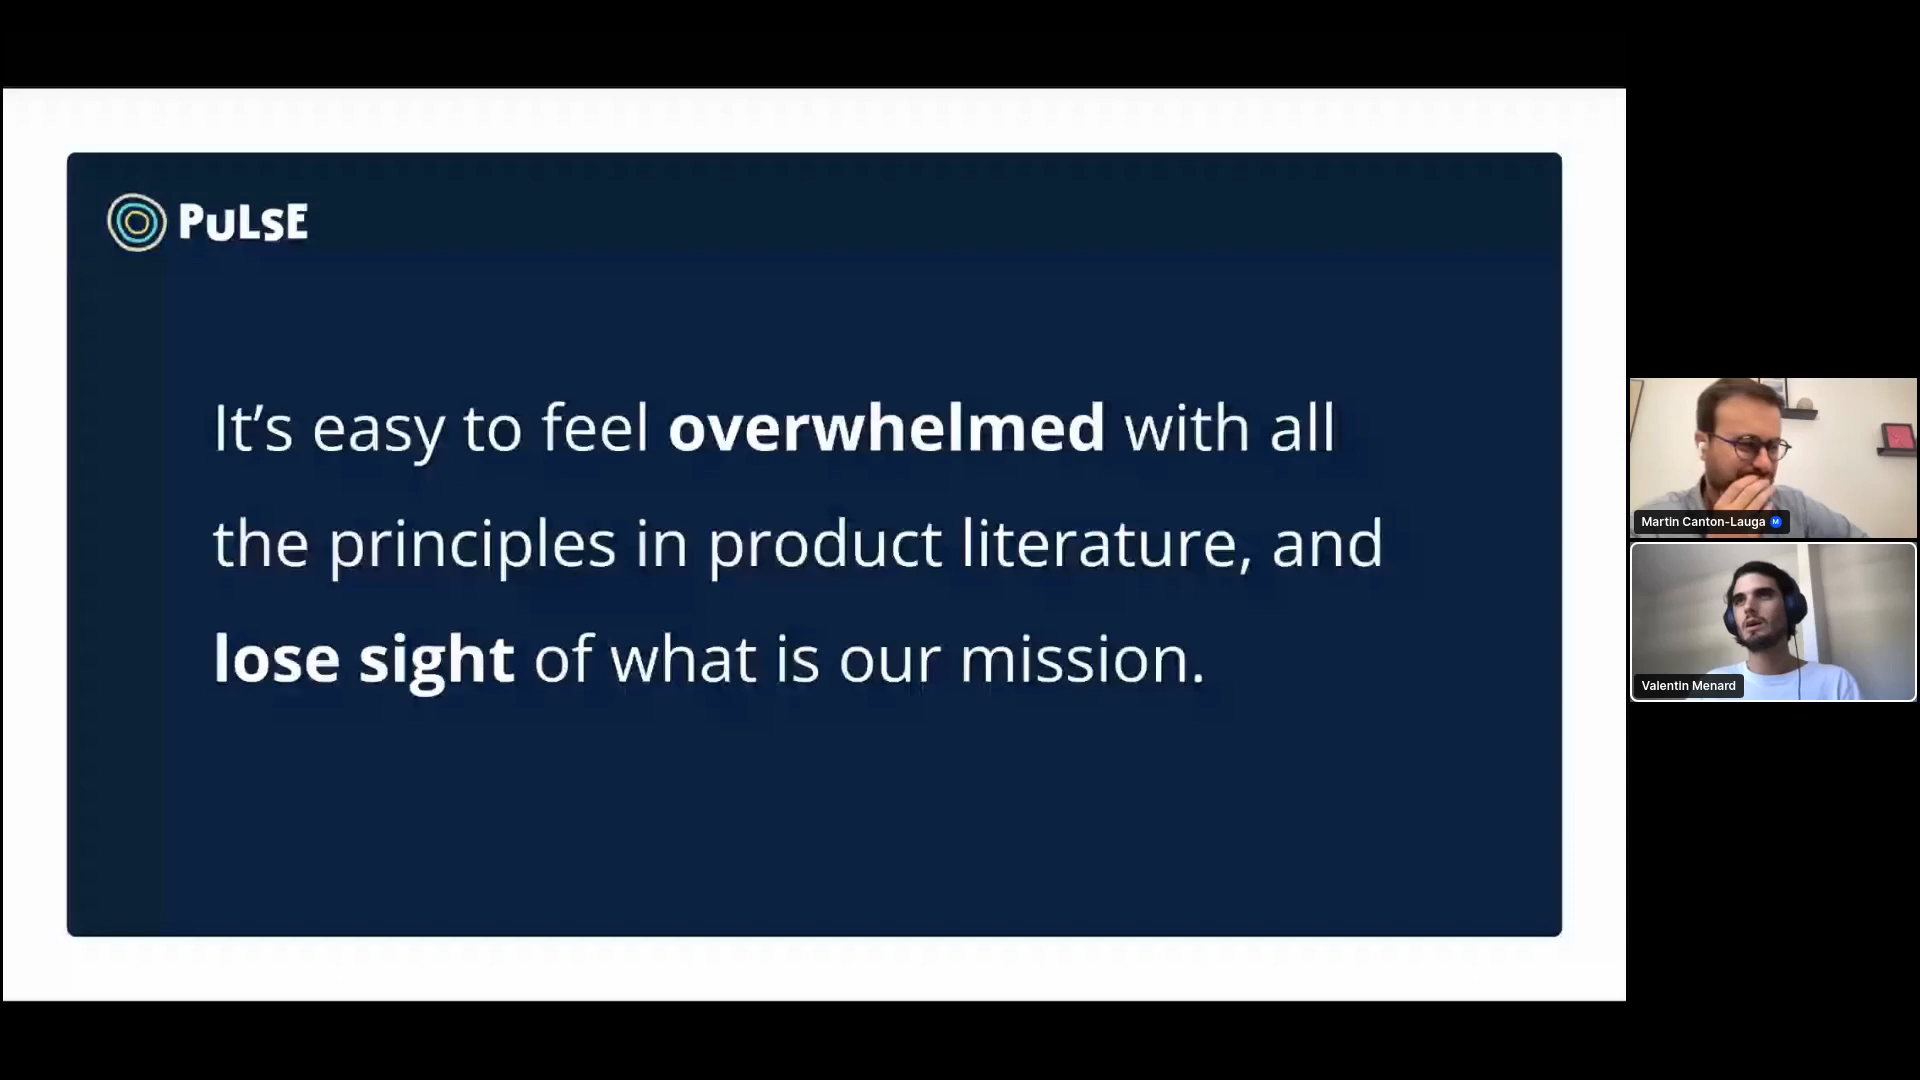 PULSE
It’s easy to feel overwhelmed with all
the principles in product literature, and
lose sight of what is our mission.
Martin Canton-Lauga M
Valentin Menard